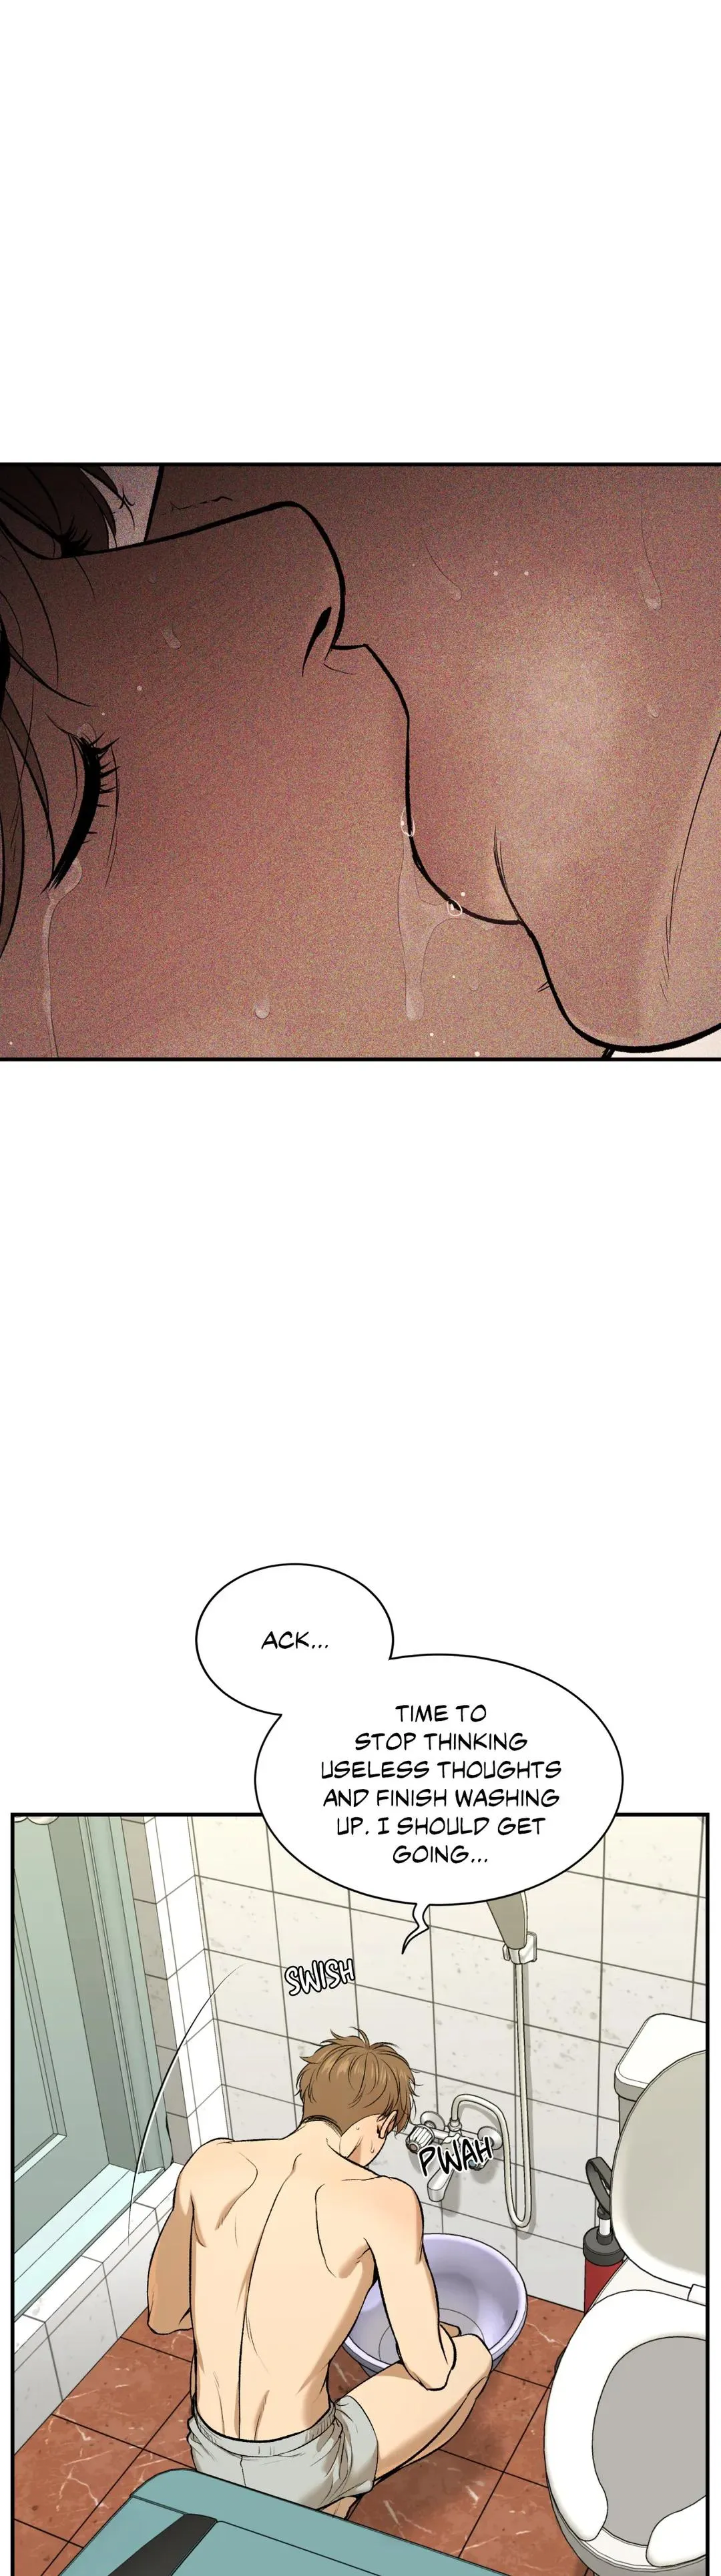 ACK...
TIME TO
STOP THINKING
USELESS THOUGHTS
AND FINISH WASHING
UP. I SHOULD GET
GOING...
SWISH
PWAH